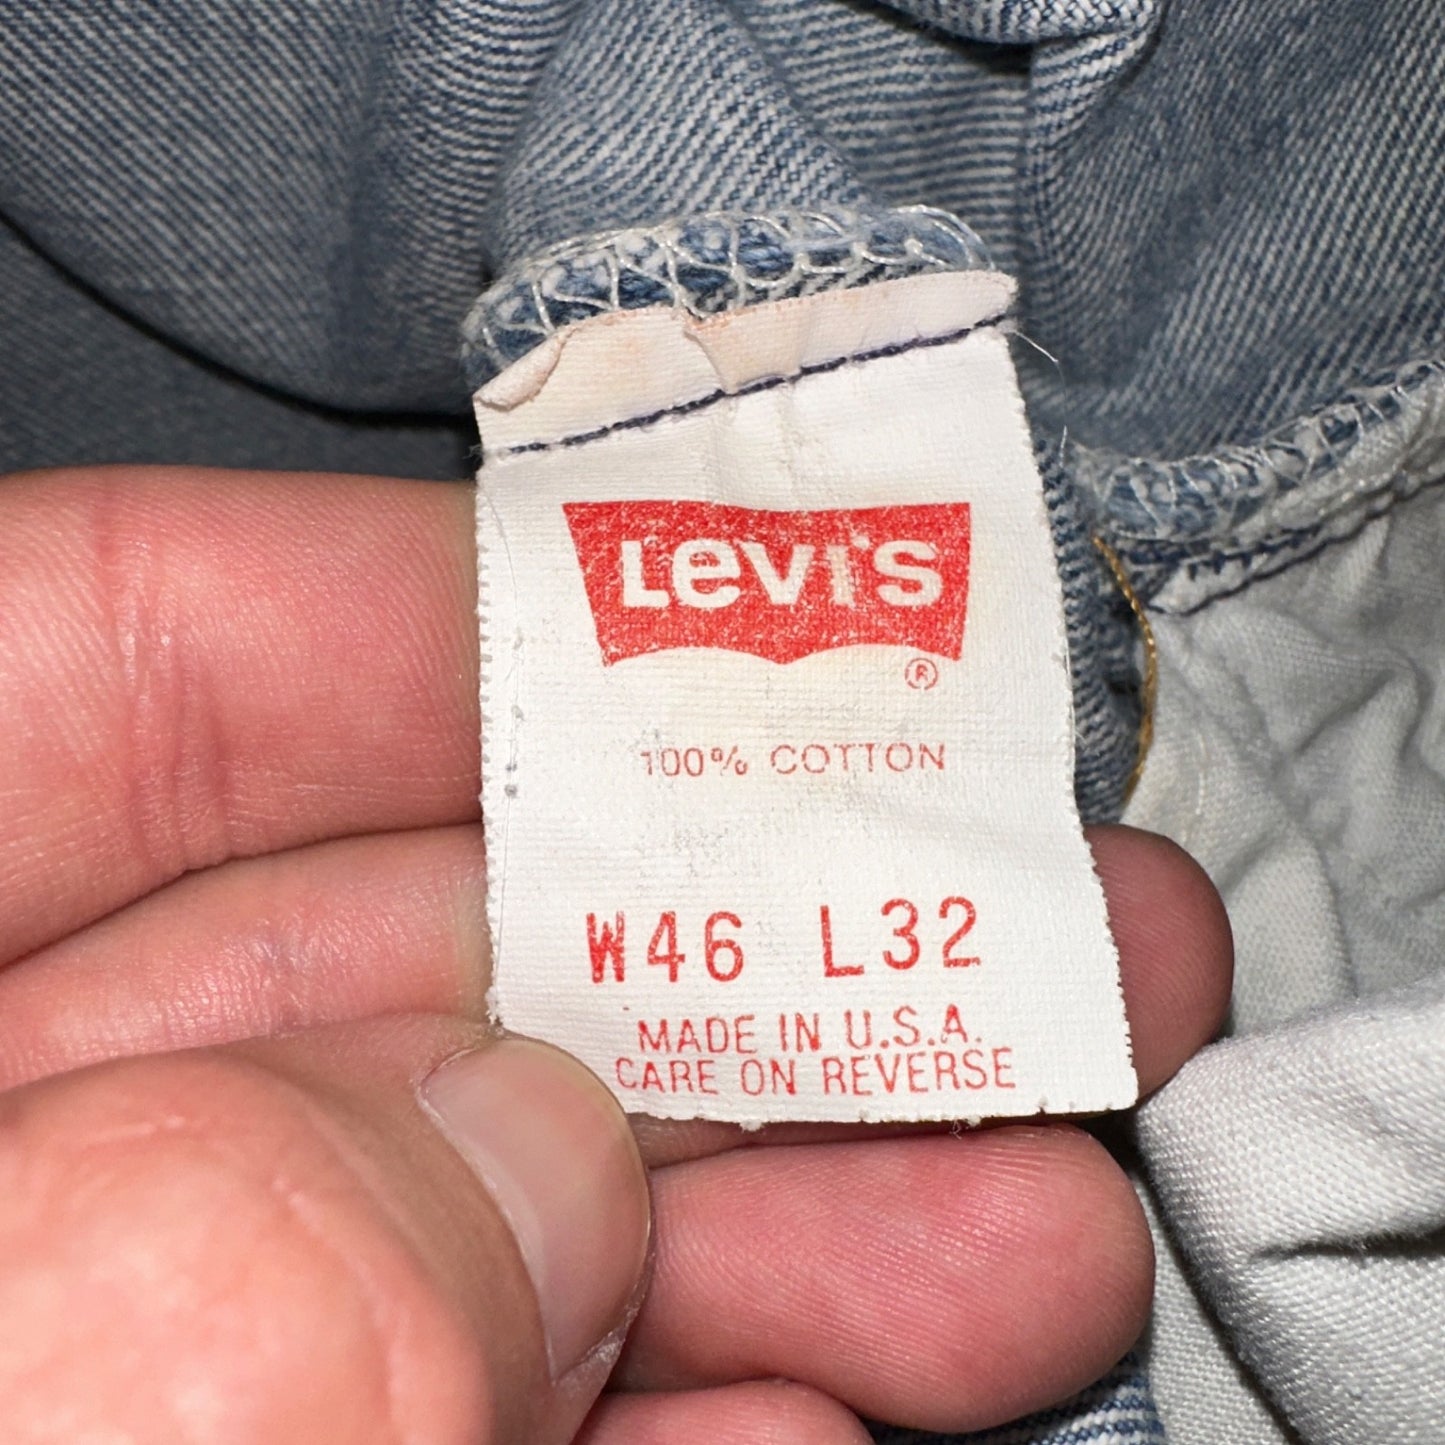 Levi's
®
100% COTTON
W46 L32
MADE IN U.S.A.
CARE ON REVERSE